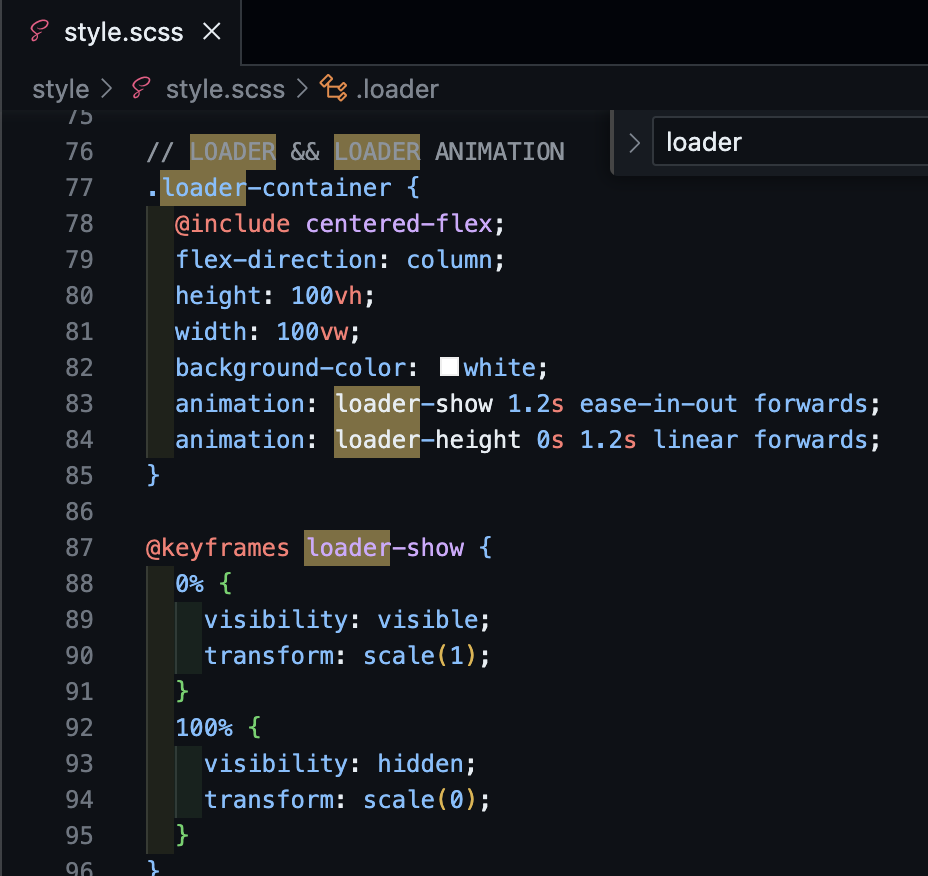 style.scss
style > style.scss > .loader
loader
75
76 // LOADER && LOADER ANIMATION
77 .loader-container {
78 @include centered-flex;
79 flex-direction: column;
80 height: 100vh;
81 width: 100vw;
82 background-color: white;
83 animation: loader-show 1.2s ease-in-out forwards;
84 animation: loader-height 0s 1.2s linear forwards;
85 }
86
87 @keyframes loader-show {
88 0% {
89 visibility: visible;
90 transform: scale(1);
91 }
92 100% {
93 visibility: hidden;
94 transform: scale(0);
95 }
96 }